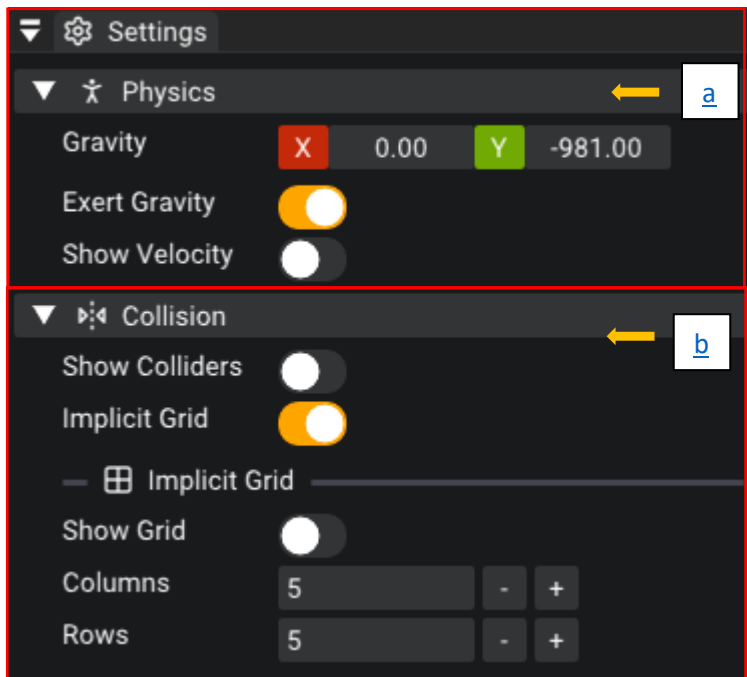 Settings
Physics
a
Gravity X 0.00 Y -981.00
Exert Gravity
Show Velocity
Collision
b
Show Colliders
Implicit Grid
Implicit Grid
Show Grid
Columns 5 - +
Rows 5 - +